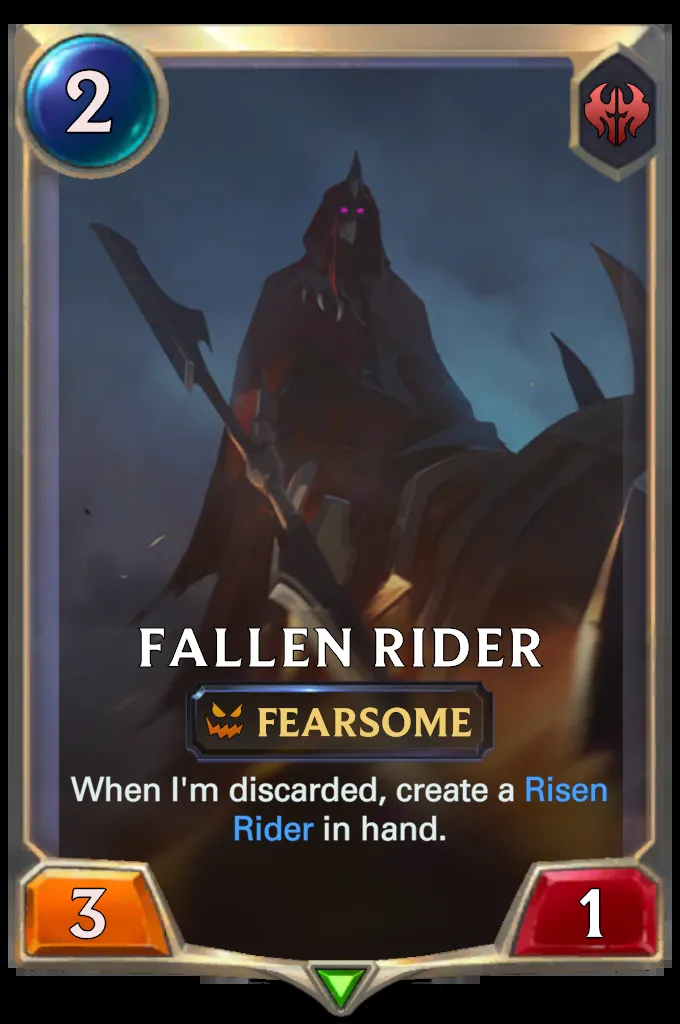 2
FALLEN RIDER
FEARSOME
When I'm discarded, create a Risen
Rider in hand.
3
1